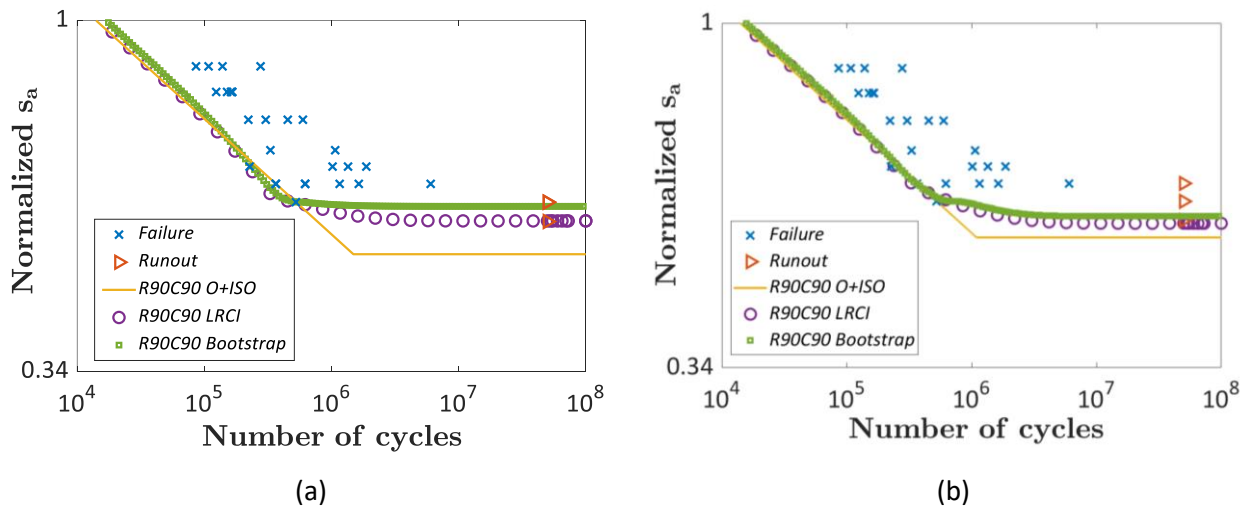 1
Normalized s_a
0.34
Failure
Runout
R90C90 O+ISO
R90C90 LRCI
R90C90 Bootstrap
10^4 10^5 10^6 10^7 10^8
Number of cycles
(a)
1
Normalized s_a
0.34
Failure
Runout
R90C90 O+ISO
R90C90 LRCI
R90C90 Bootstrap
10^4 10^5 10^6 10^7 10^8
Number of cycles
(b)